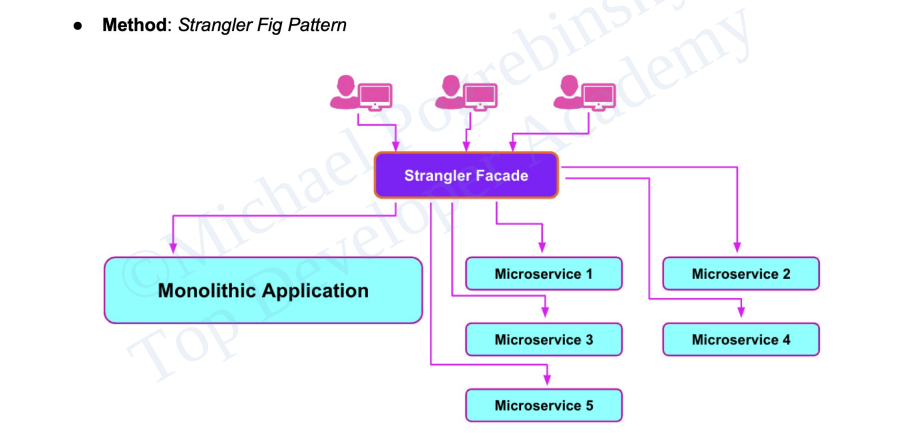 ● Method: Strangler Fig Pattern
Strangler Facade
Monolithic Application
Microservice 1
Microservice 2
Microservice 3
Microservice 4
Microservice 5
©Michael Pogrebinsky
Top Developer Academy